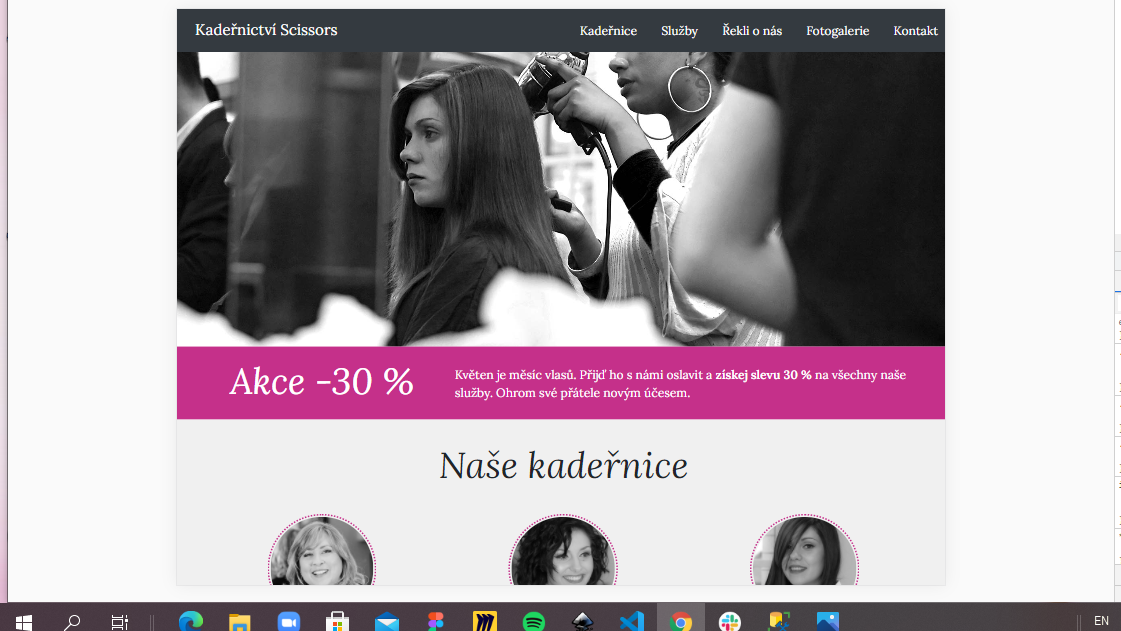 Kadeřnictví Scissors
Kadeřnice Služby Řekli o nás Fotogalerie Kontakt
Akce -30 %
Květen je měsíc vlasů. Přijď ho s námi oslavit a získej slevu 30 % na všechny naše
služby. Ohrom své přátele novým účesem.
Naše kadeřnice
EN